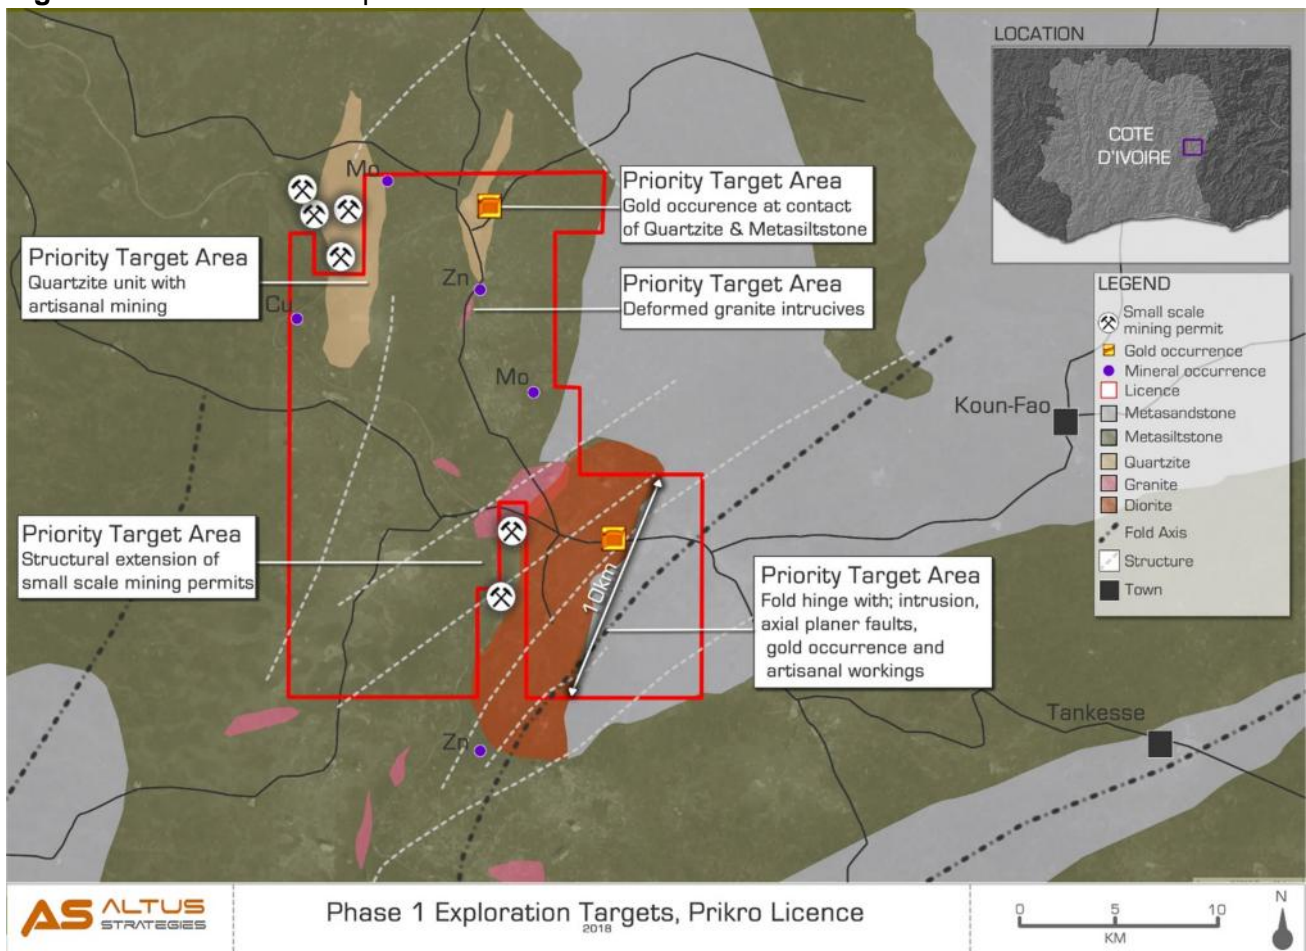 LOCATION
COTE
D'IVOIRE
Mo
Priority Target Area
Gold occurence at contact
of Quartzite & Metasiltstone
Priority Target Area
Quartzite unit with
artisanal mining
Zn
Priority Target Area
Deformed granite intrucives
Cu
Mo
Koun-Fao
LEGEND
Small scale
mining permit
Gold occurrence
Mineral occurrence
Licence
Metasandstone
Metasiltstone
Quartzite
Granite
Diorite
Fold Axis
Structure
Town
Priority Target Area
Structural extension of
small scale mining permits
10km
Priority Target Area
Fold hinge with; intrusion,
axial planer faults,
gold occurrence and
artisanal workings
Zn
Tankesse
AS ALTUS
STRATEGIES
Phase 1 Exploration Targets, Prikro Licence
2018
0 5 10
KM
N